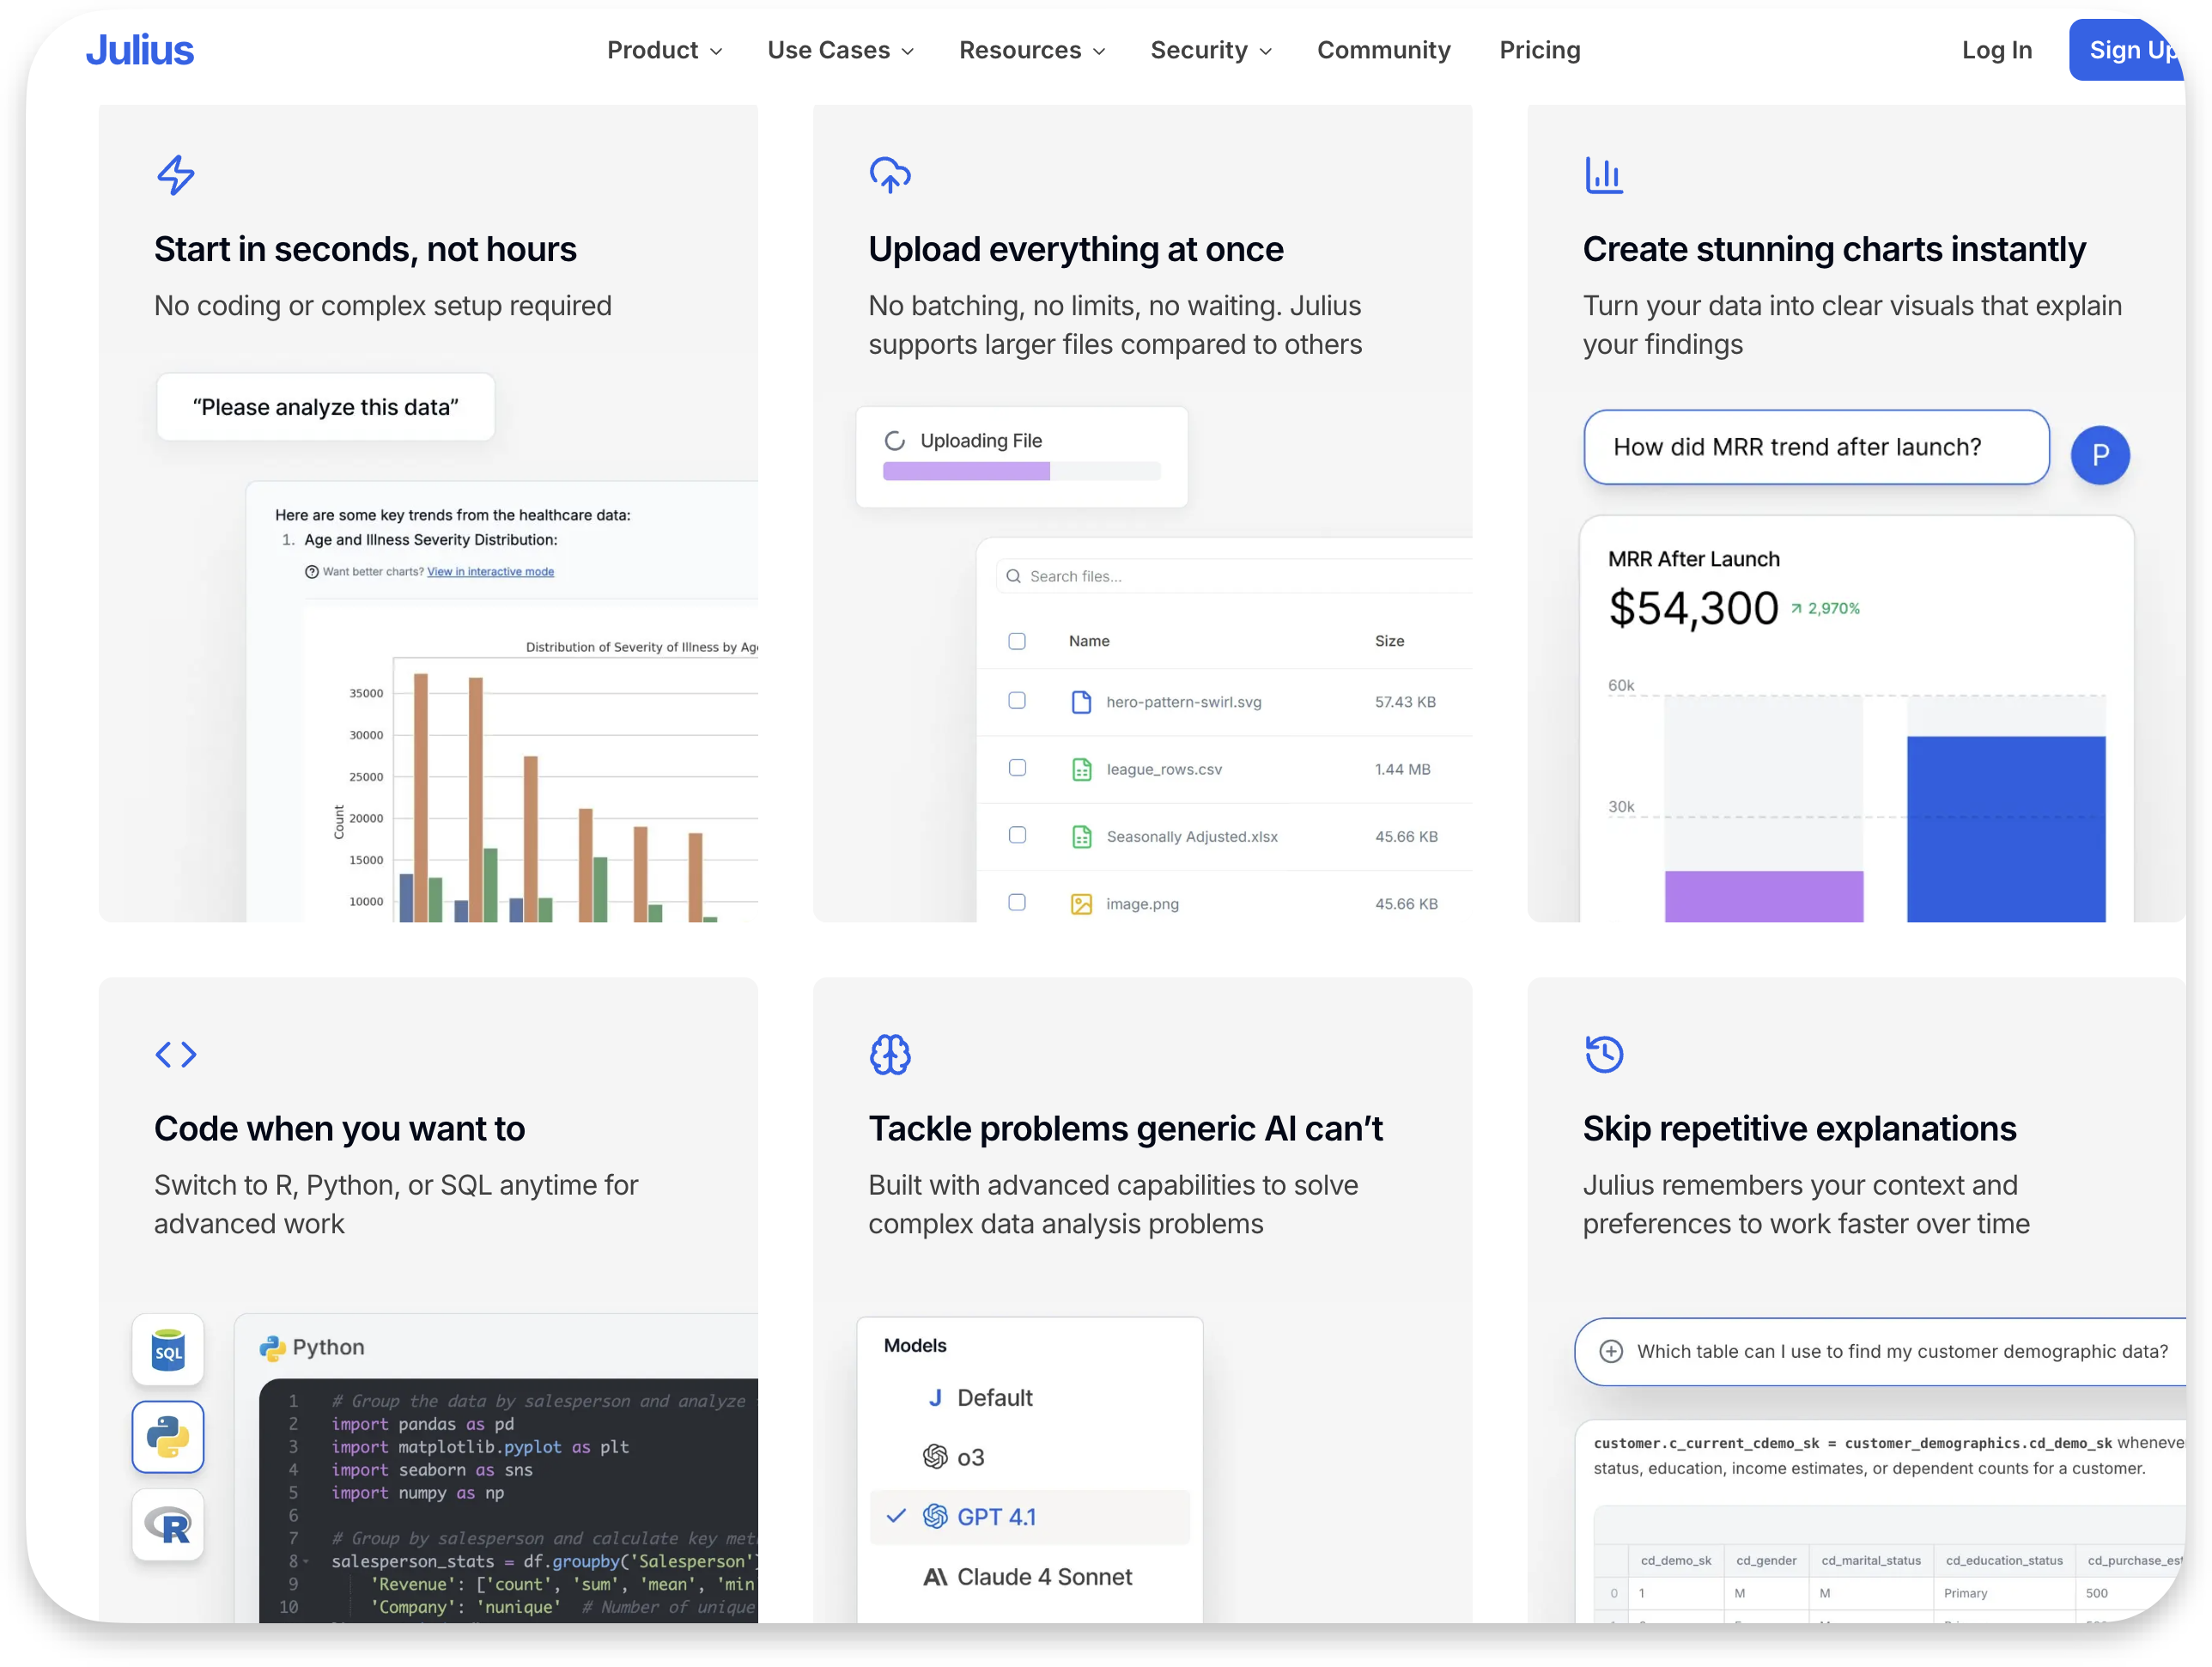 Julius
Product
Use Cases
Resources
Security
Community
Pricing
Log In
Sign Up
Start in seconds, not hours
No coding or complex setup required
“Please analyze this data”
Here are some key trends from the healthcare data:
1. Age and Illness Severity Distribution:
Want better charts? View in interactive mode
Distribution of Severity of Illness by Age
35000
30000
25000
20000
15000
10000
Count
Upload everything at once
No batching, no limits, no waiting. Julius
supports larger files compared to others
Uploading File
Search files...
Name Size
hero-pattern-swirl.svg 57.43 KB
league_rows.csv 1.44 MB
Seasonally Adjusted.xlsx 45.66 KB
image.png 45.66 KB
Create stunning charts instantly
Turn your data into clear visuals that explain
your findings
How did MRR trend after launch?
P
MRR After Launch
$54,300 2,970%
60k
30k
Code when you want to
Switch to R, Python, or SQL anytime for
advanced work
SQL
R
Python
1 # Group the data by salesperson and analyze
2 import pandas as pd
3 import matplotlib.pyplot as plt
4 import seaborn as sns
5 import numpy as np
6
7 # Group by salesperson and calculate key met
8 salesperson_stats = df.groupby('Salesperson')
9 'Revenue': ['count', 'sum', 'mean', 'min
10 'Company': 'nunique' # Number of unique
Tackle problems generic AI can’t
Built with advanced capabilities to solve
complex data analysis problems
Models
J Default
o3
GPT 4.1
Claude 4 Sonnet
Skip repetitive explanations
Julius remembers your context and
preferences to work faster over time
Which table can I use to find my customer demographic data?
customer.c_current_cdemo_sk = customer_demographics.cd_demo_sk wheneve
status, education, income estimates, or dependent counts for a customer.
cd_demo_sk cd_gender cd_marital_status cd_education_status cd_purchase_est
0 1 M M Primary 500